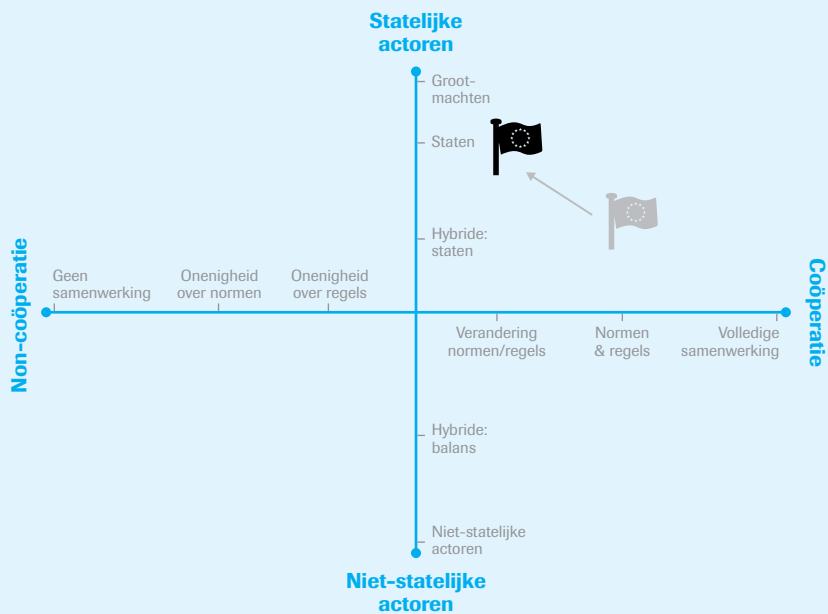 Statelijke
actoren
Groot-
machten
Staten
Hybride:
staten
Non-coöperatie
Geen
samenwerking
Onenigheid
over normen
Onenigheid
over regels
Coöperatie
Verandering
normen/regels
Normen
& regels
Volledige
samenwerking
Hybride:
balans
Niet-statelijke
actoren
Niet-statelijke
actoren